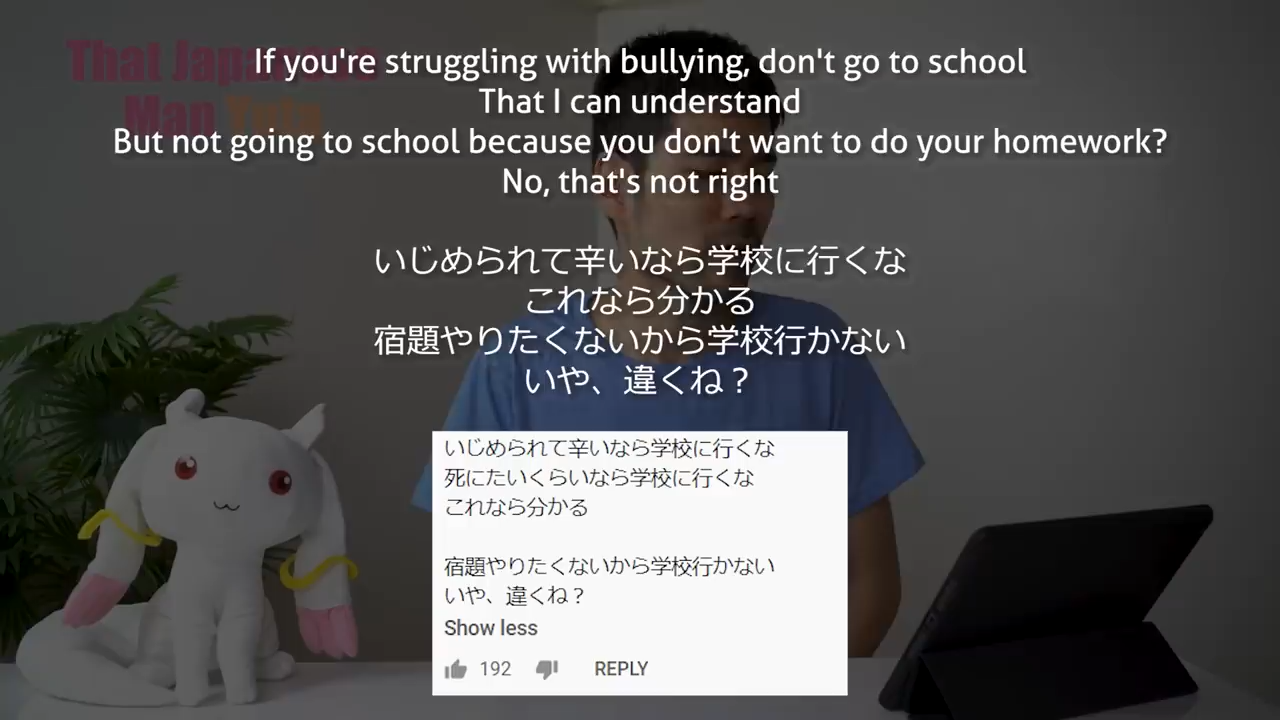 That Japanese
Man Yuta
If you're struggling with bullying, don't go to school
That I can understand
But not going to school because you don't want to do your homework?
No, that's not right
いじめられて辛いなら学校に行くな
これなら分かる
宿題やりたくないから学校行かない
いや、違くね？
いじめられて辛いなら学校に行くな
死にたいくらいなら学校に行くな
これなら分かる
宿題やりたくないから学校行かない
いや、違くね？
Show less
192 REPLY